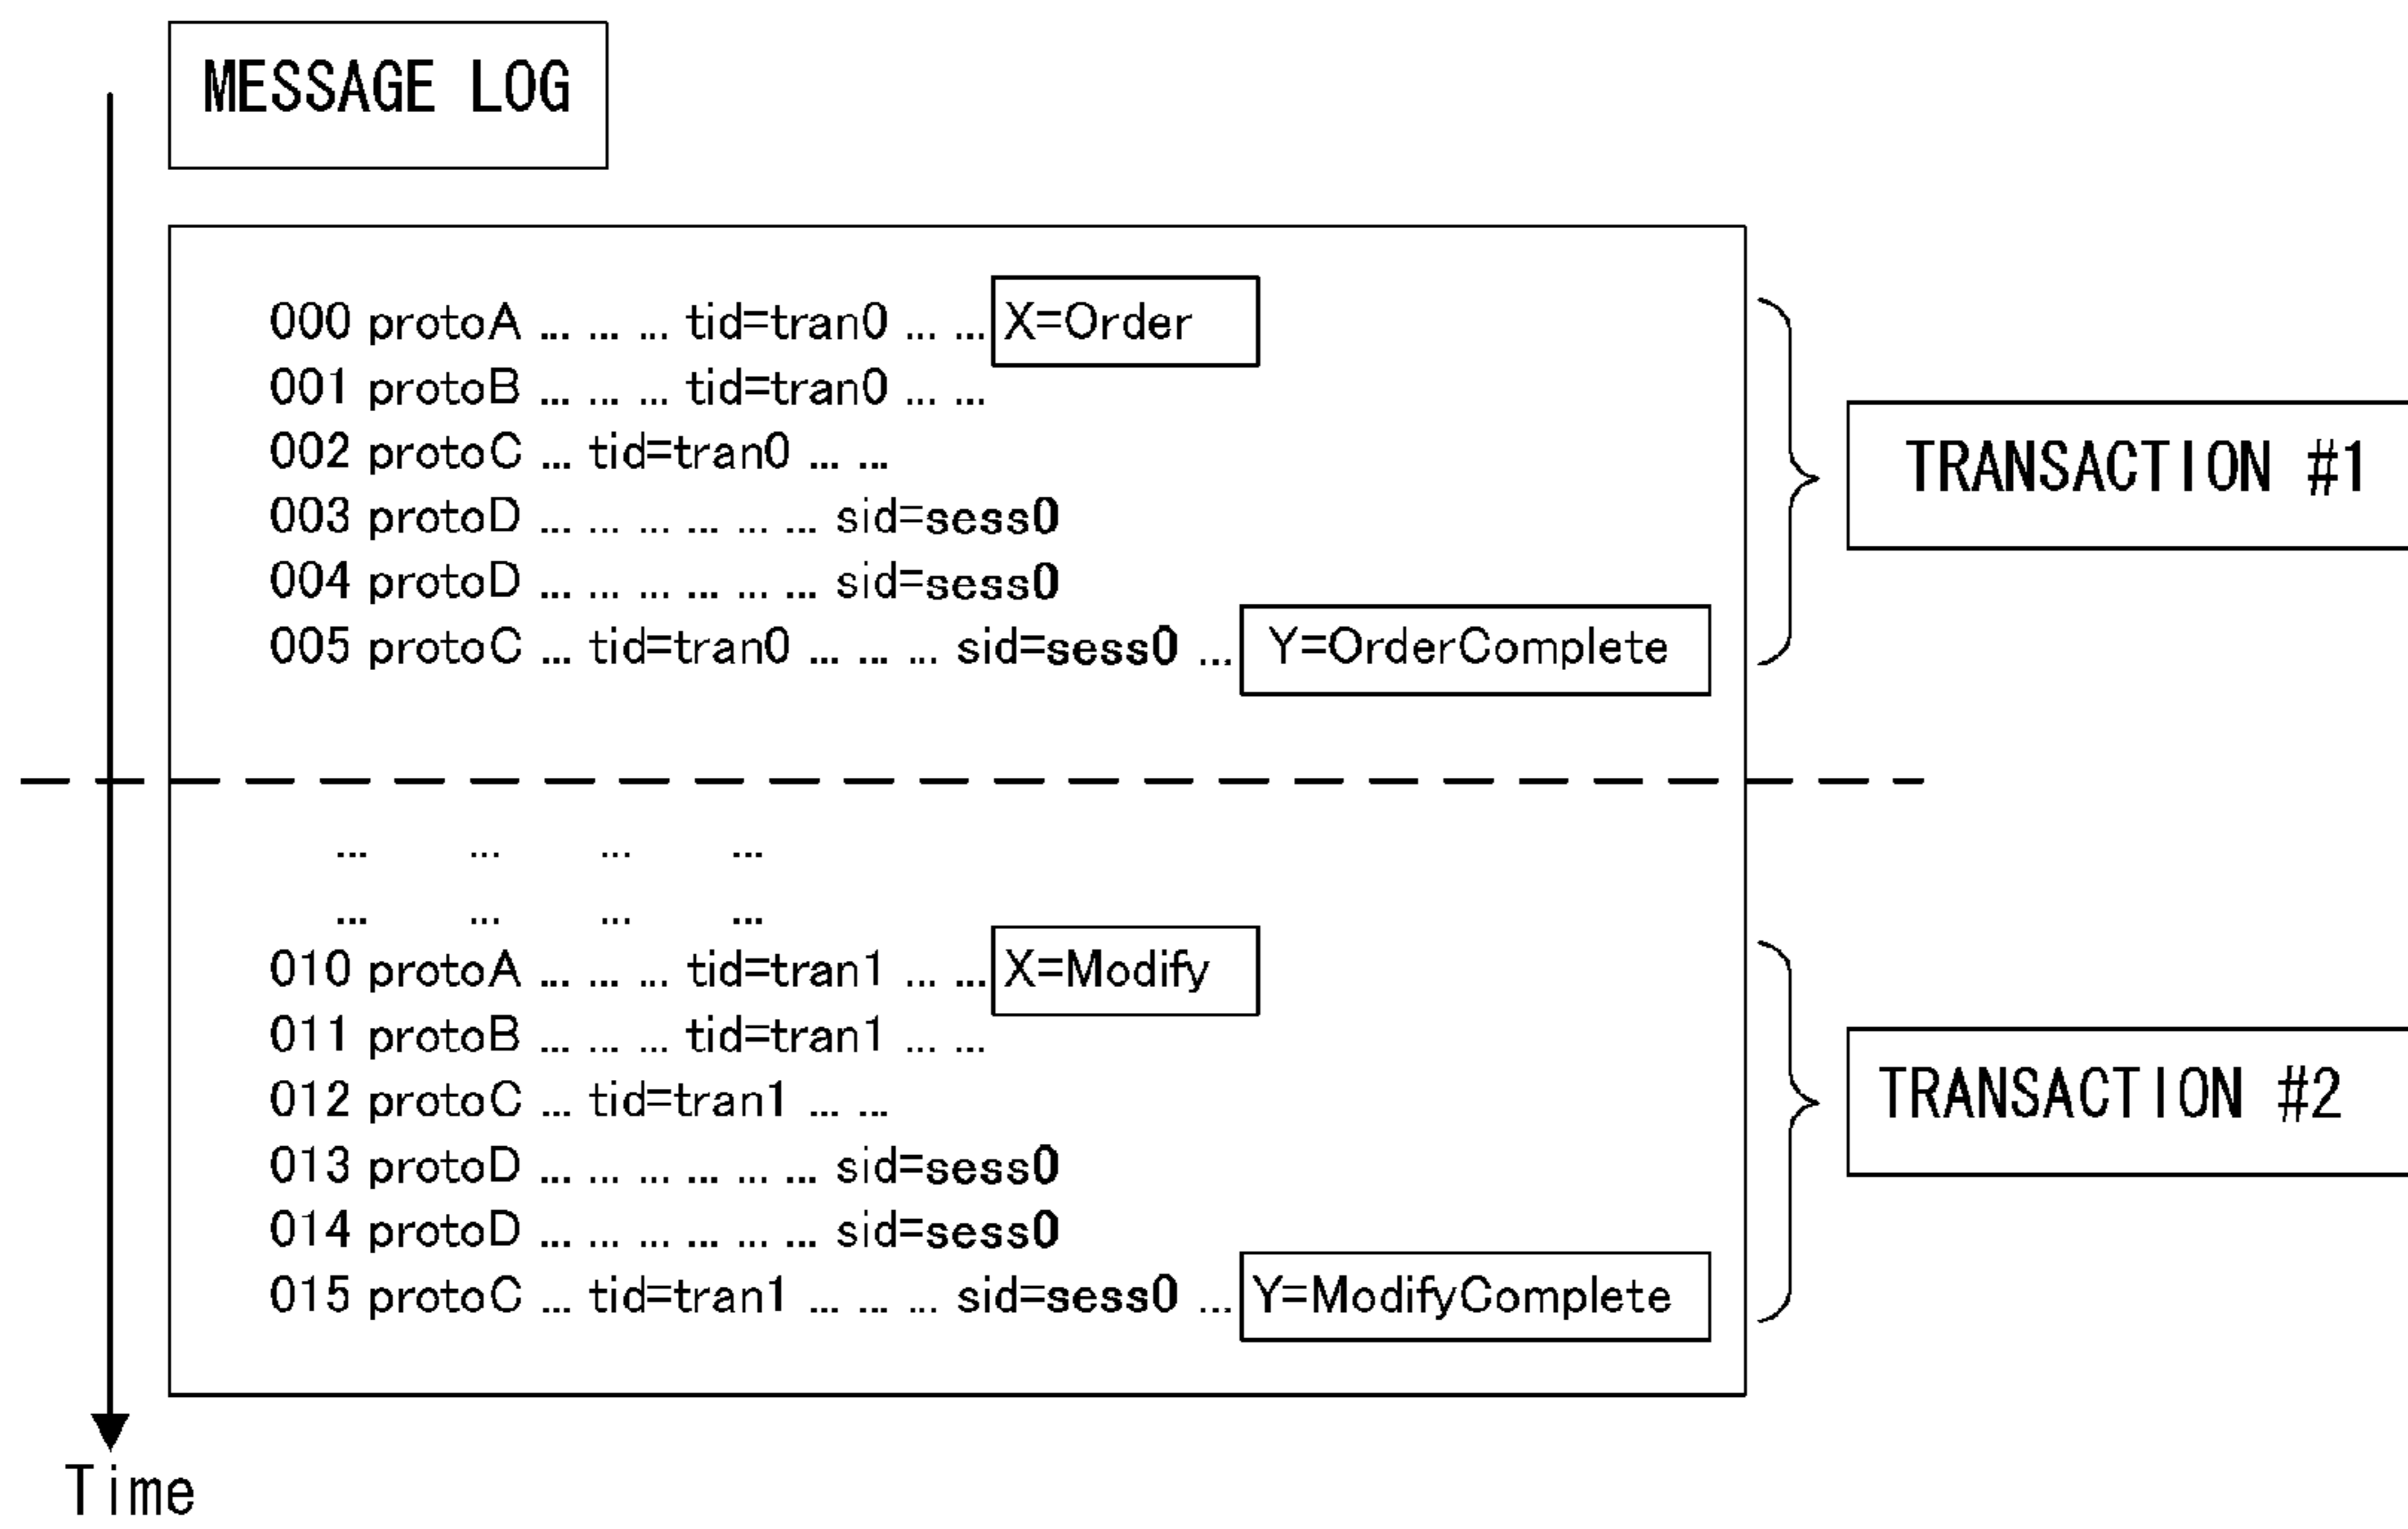 MESSAGE LOG
000 protoA ... ... ... tid=tran0 ... ... X=Order
001 protoB ... ... ... tid=tran0 ... ...
002 protoC ... tid=tran0 ... ...
003 protoD ... ... ... ... ... ... sid=sess0
004 protoD ... ... ... ... ... ... sid=sess0
005 protoC ... tid=tran0 ... ... ... sid=sess0 ... Y=OrderComplete
TRANSACTION #1
... ... ... ...
... ... ... ...
010 protoA ... ... ... tid=tran1 ... ... X=Modify
011 protoB ... ... ... tid=tran1 ... ...
012 protoC ... tid=tran1 ... ...
013 protoD ... ... ... ... ... ... sid=sess0
014 protoD ... ... ... ... ... ... sid=sess0
015 protoC ... tid=tran1 ... ... ... sid=sess0 ... Y=ModifyComplete
TRANSACTION #2
Time